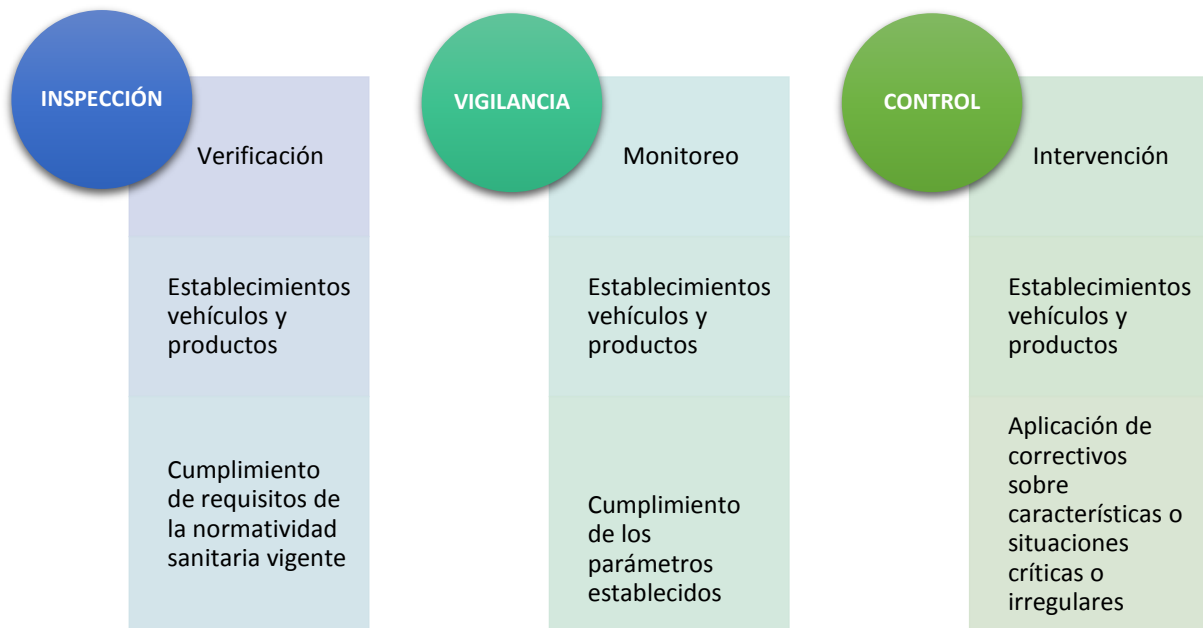 INSPECCIÓN
Verificación
Establecimientos
vehículos y
productos
Cumplimiento
de requisitos de
la normatividad
sanitaria vigente
VIGILANCIA
Monitoreo
Establecimientos
vehículos y
productos
Cumplimiento
de los
parámetros
establecidos
CONTROL
Intervención
Establecimientos
vehículos y
productos
Aplicación de
correctivos
sobre
características o
situaciones
críticas o
irregulares